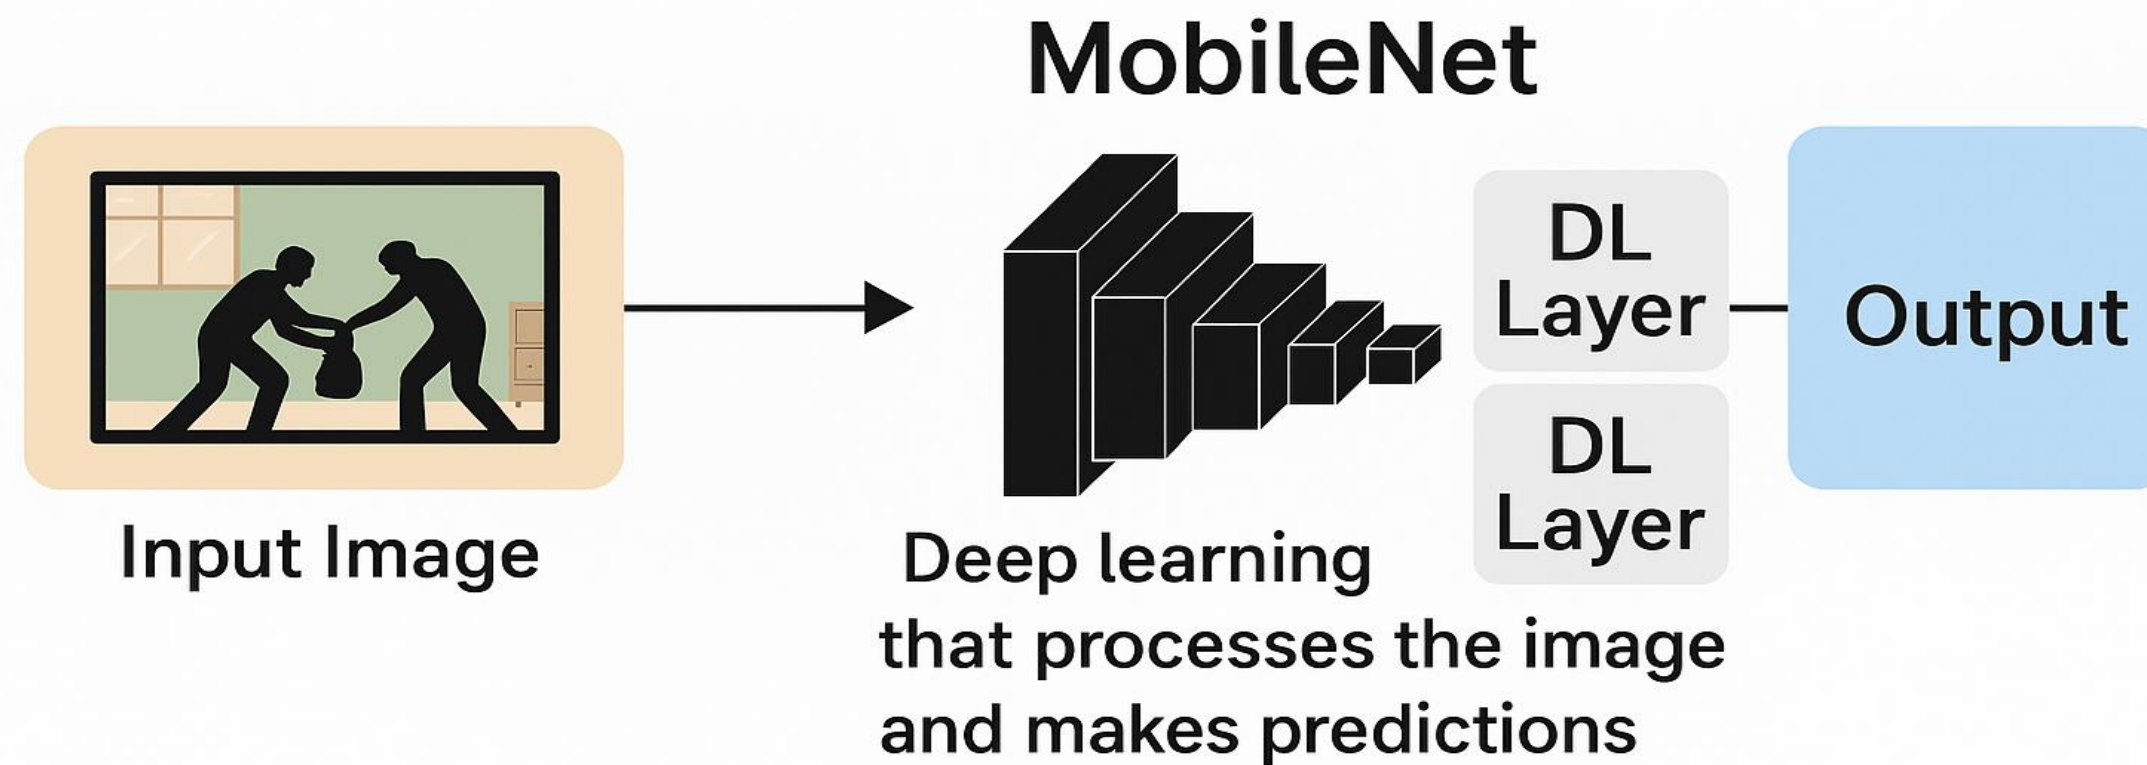 MobileNet
Input Image
DL
Layer
DL
Layer
Output
Deep learning
that processes the image
and makes predictions